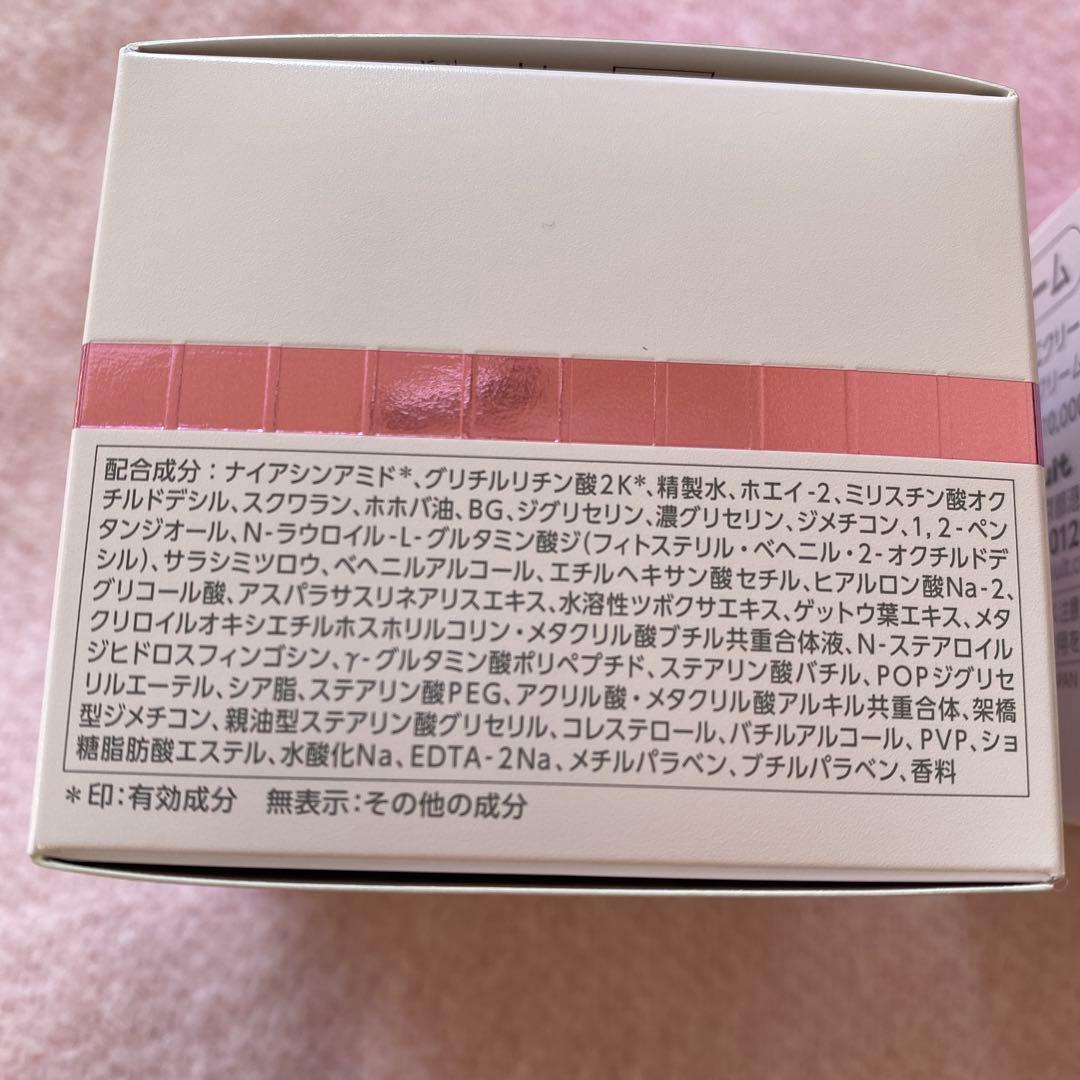 配合成分：ナイアシンアミド*、グリチルリチン酸2K*、精製水、ホエイ-2、ミリスチン酸オク
チルドデシル、スクワラン、ホホバ油、BG、ジグリセリン、濃グリセリン、ジメチコン、1,2-ペン
タンジオール、N-ラウロイル-L-グルタミン酸ジ(フィトステリル・ベヘニル・2-オクチルドデ
シル)、サラシミツロウ、ベヘニルアルコール、エチルヘキサン酸セチル、ヒアルロン酸Na-2、
グリコール酸、アスパラサスリネアリスエキス、水溶性ツボクサエキス、ゲットウ葉エキス、メタ
クリロイルオキシエチルホスホリルコリン・メタクリル酸ブチル共重合体液、N-ステアロイル
ジヒドロスフィンゴシン、γ-グルタミン酸ポリペプチド、ステアリン酸バチル、POPジグリセ
リルエーテル、シア脂、ステアリン酸PEG、アクリル酸・メタクリル酸アルキル共重合体、架橋
型ジメチコン、親油型ステアリン酸グリセリル、コレステロール、バチルアルコール、PVP、ショ
糖脂肪酸エステル、水酸化Na、EDTA-2Na、メチルパラベン、ブチルパラベン、香料
*印：有効成分　無表示：その他の成分
ーム
クリー
リーム
10,000
012